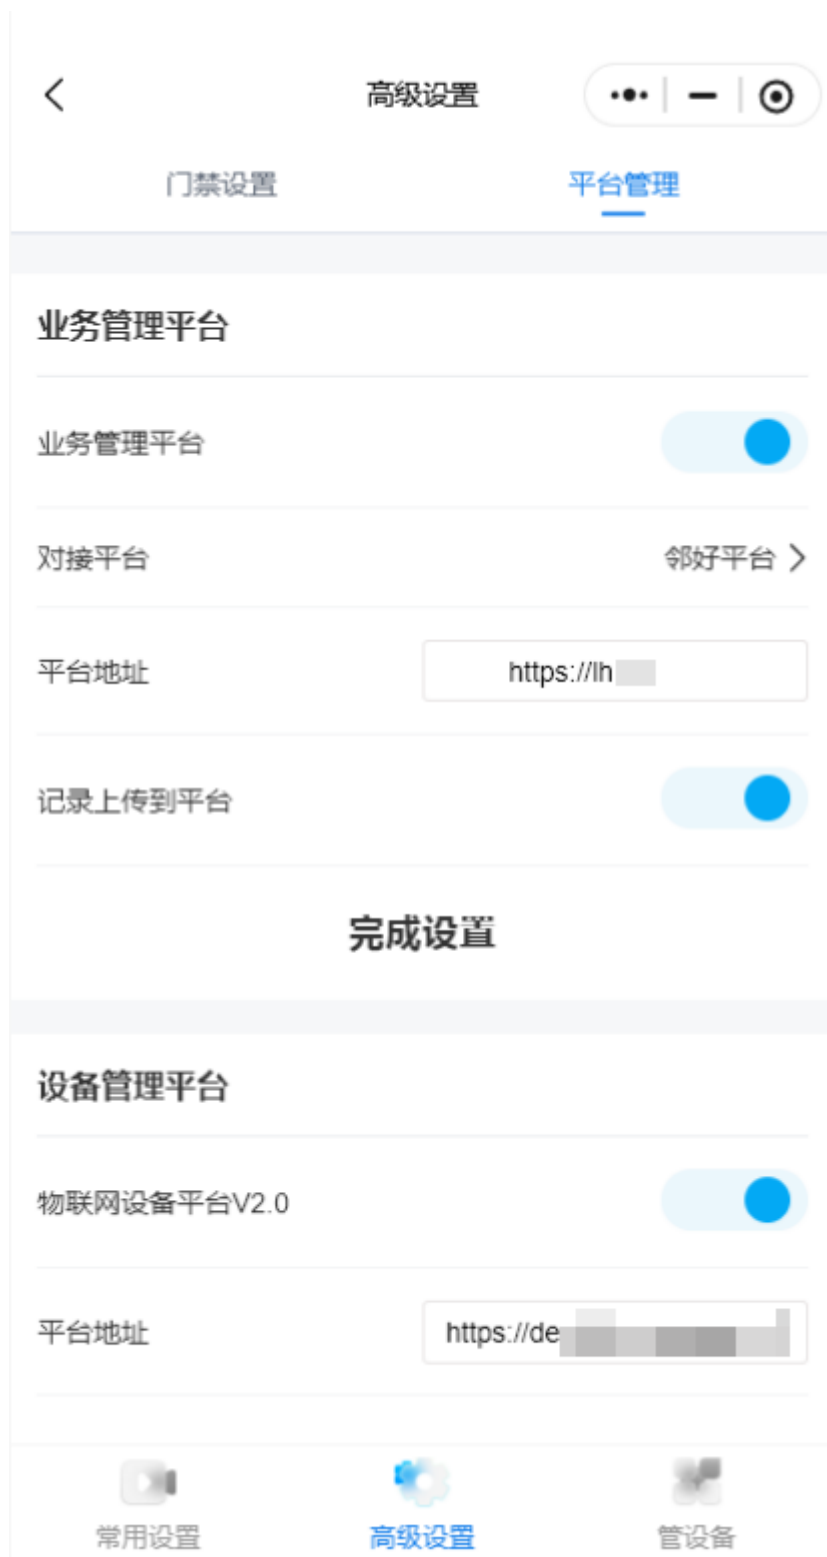 高级设置
门禁设置 平台管理
业务管理平台
业务管理平台
对接平台 邻好平台
平台地址 https://lh
记录上传到平台
完成设置
设备管理平台
物联网设备平台V2.0
平台地址 https://de
常用设置 高级设置 管设备